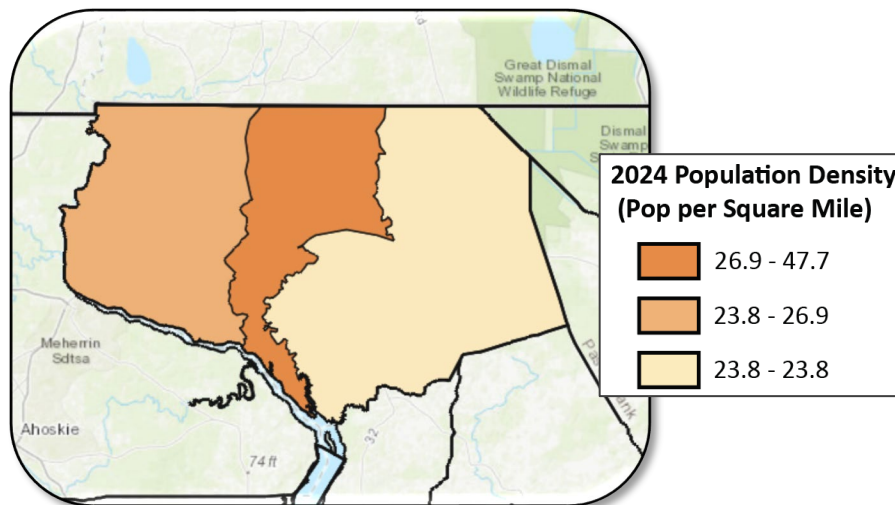 Great Dismal
Swamp National
Wildlife Refuge
Dismal
Swamp
2024 Population Density
(Pop per Square Mile)
26.9 - 47.7
23.8 - 26.9
23.8 - 23.8
Meherrin
Sdtsa
Ahoskie
32
74 ft